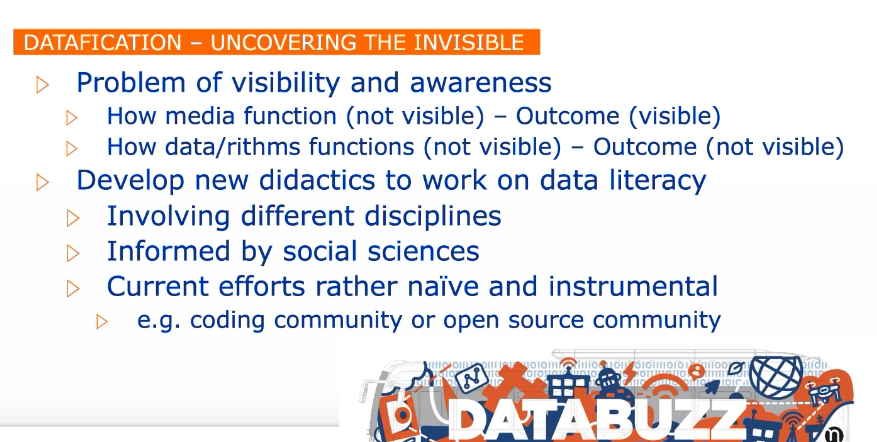 DATAFICATION – UNCOVERING THE INVISIBLE
Problem of visibility and awareness
How media function (not visible) – Outcome (visible)
How data/rithms functions (not visible) – Outcome (not visible)
Develop new didactics to work on data literacy
Involving different disciplines
Informed by social sciences
Current efforts rather naïve and instrumental
e.g. coding community or open source community
DATABUZZ
n